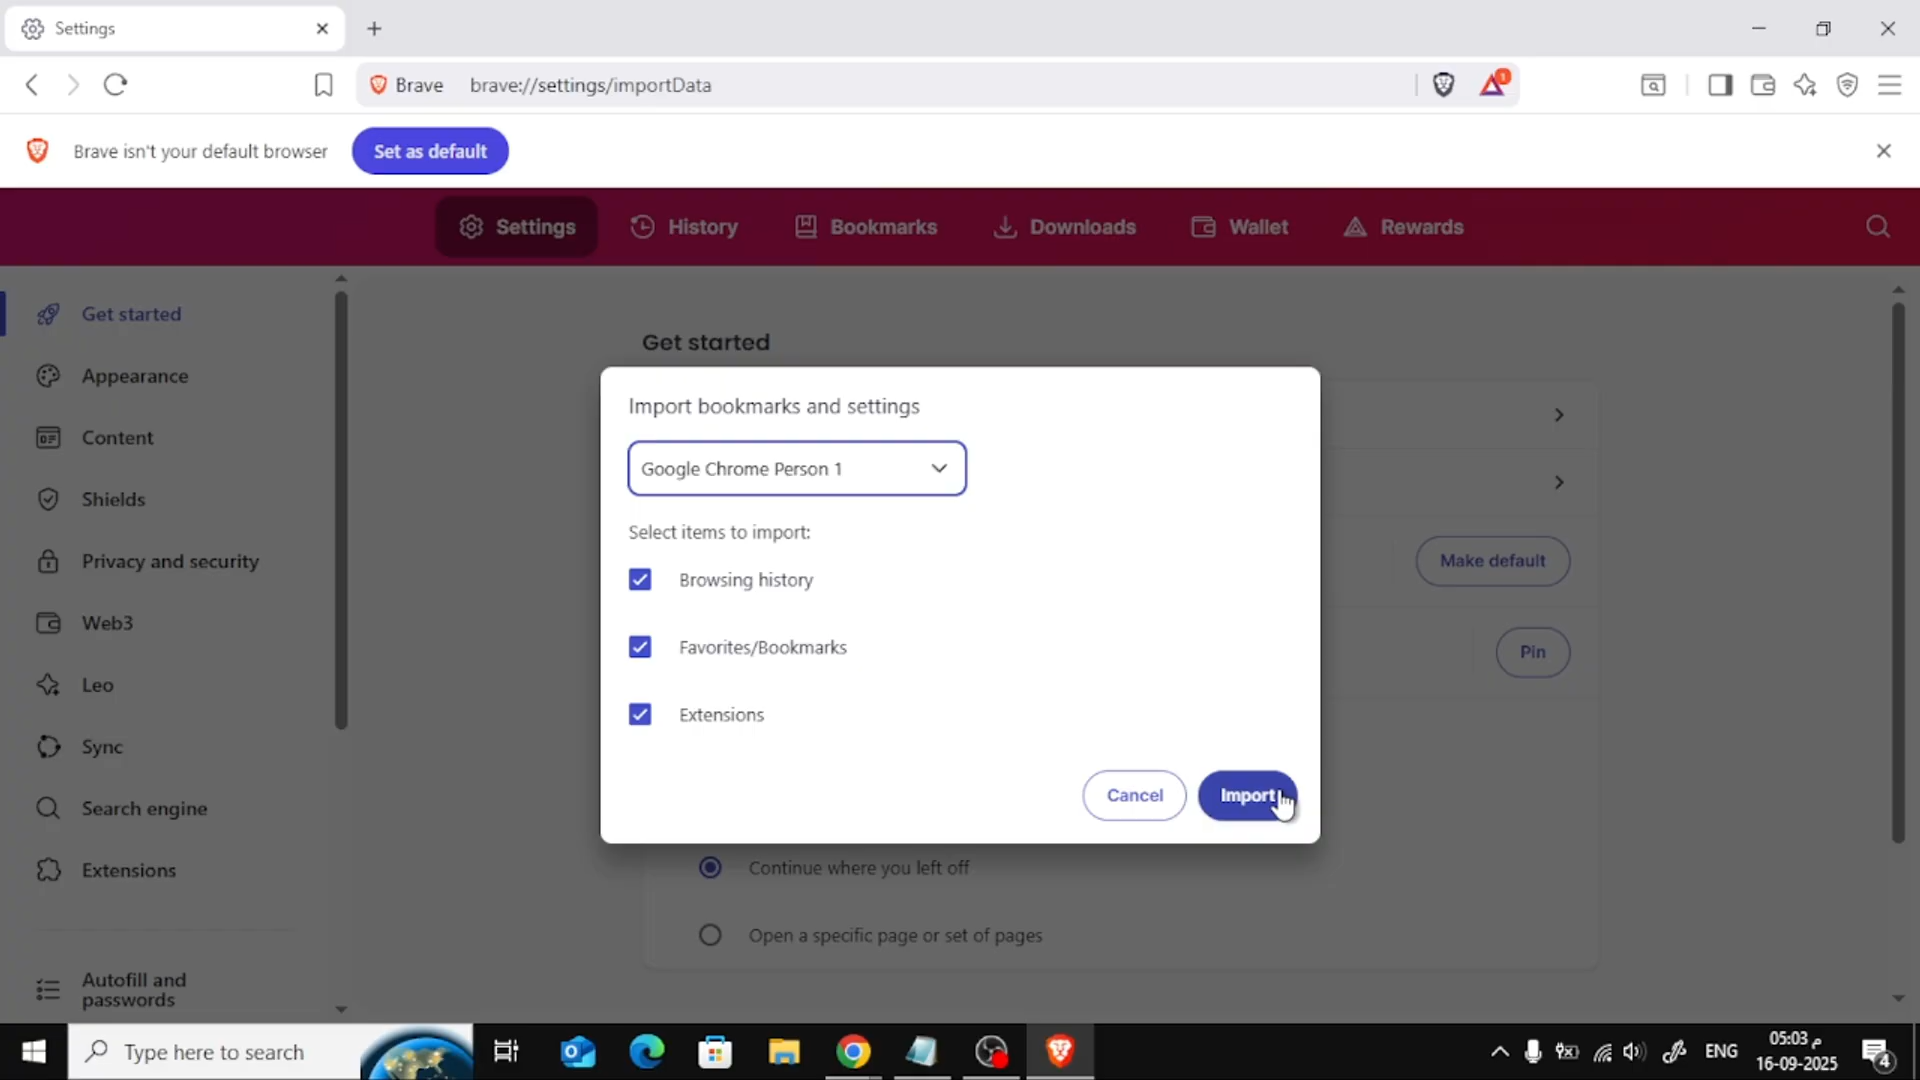 Settings
Brave
brave://settings/importData
1
Brave isn't your default browser
Set as default
Settings
History
Bookmarks
Downloads
Wallet
Rewards
Get started
Appearance
Content
Shields
Privacy and security
Web3
Leo
Sync
Search engine
Extensions
Autofill and
passwords
Get started
Make default
Pin
Import bookmarks and settings
Google Chrome Person 1
Select items to import:
Browsing history
Favorites/Bookmarks
Extensions
Cancel
Import
Continue where you left off
Open a specific page or set of pages
Type here to search
ENG
05:03 م
16-09-2025
4